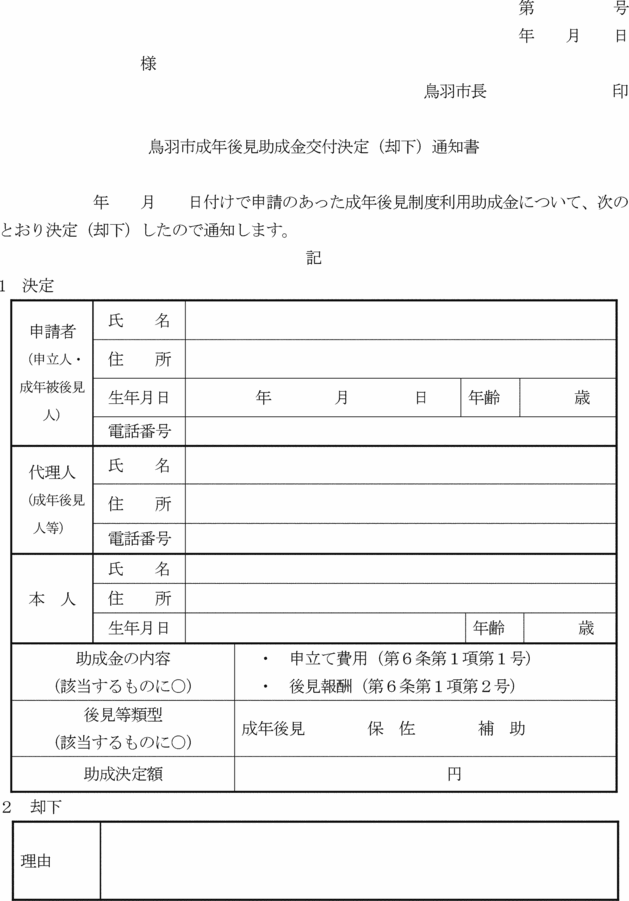 第　　　　　号
年　　月　　日
様
鳥羽市長　　　　　　　　印
鳥羽市成年後見助成金交付決定（却下）通知書
年　　月　　日付けで申請のあった成年後見制度利用助成金について、次の
とおり決定（却下）したので通知します。
記
1　決定
申請者
（申立人・
成年被後見
人）
氏　　名
住　　所
生年月日　　　　　年　　　　月　　　　日　　年齢　　　　歳
電話番号
代理人
（成年後見
人等）
氏　　名
住　　所
電話番号
本　人
氏　　名
住　　所
生年月日　　　　　年齢　　　　歳
助成金の内容
（該当するものに○）
・　申立て費用（第６条第１項第１号）
・　後見報酬（第６条第１項第２号）
後見等類型
（該当するものに○）
成年後見　　　　保　佐　　　　補　助
助成決定額　　　　　円
２　却下
理由